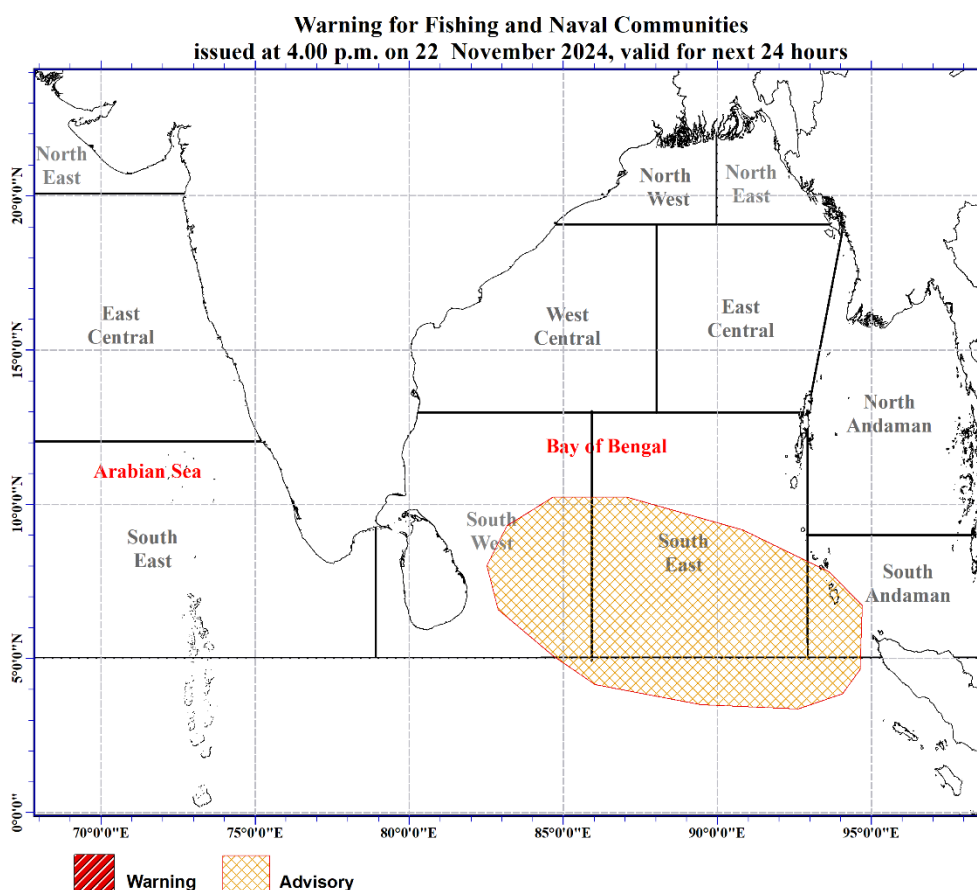 Warning for Fishing and Naval Communities
issued at 4.00 p.m. on 22 November 2024, valid for next 24 hours
North
East
North
West
North
East
20°0'0"N
East
Central
West
Central
East
Central
15°0'0"N
North
Andaman
Arabian Sea
Bay of Bengal
10°0'0"N
South
East
South
West
South
East
South
Andaman
5°0'0"N
0°0'0"
70°0'0"E
75°0'0"E
80°0'0"E
85°0'0"E
90°0'0"E
95°0'0"E
Warning
Advisory